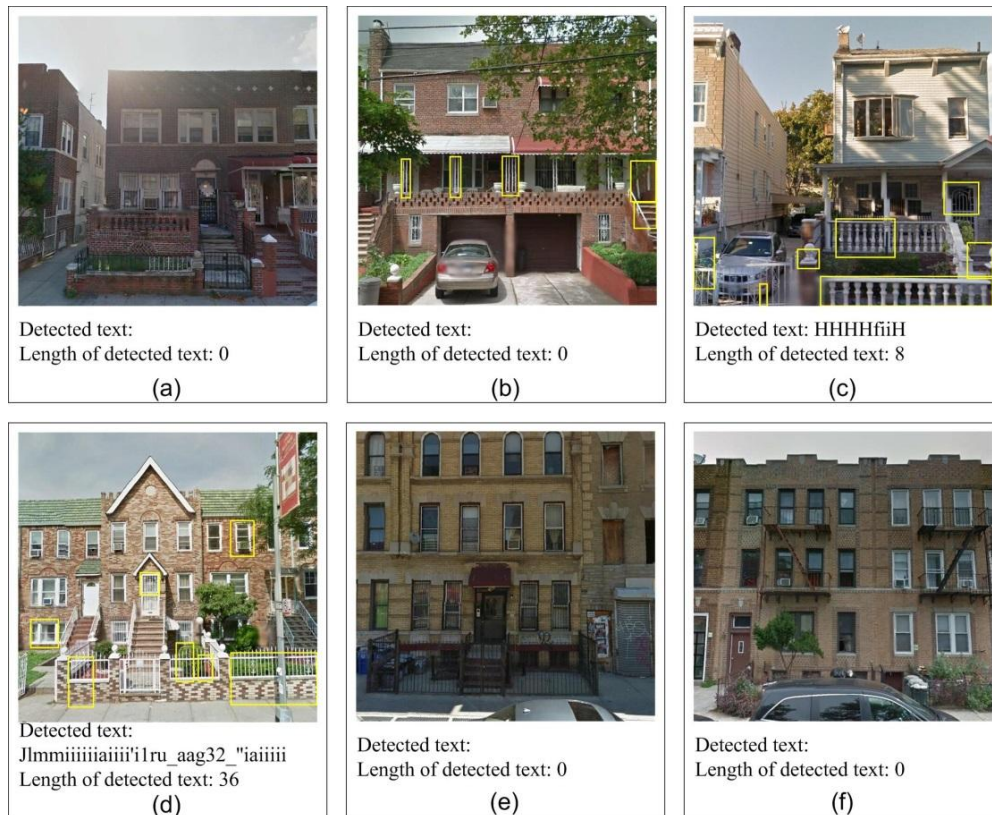 Detected text:
Length of detected text: 0
(a)
Detected text:
Length of detected text: 0
(b)
Detected text: HHHHfiiH
Length of detected text: 8
(c)
Detected text:
Jlmmiiiiiiaiiii'i1ru_aag32_"iaiiiii
Length of detected text: 36
(d)
Detected text:
Length of detected text: 0
(e)
Detected text:
Length of detected text: 0
(f)